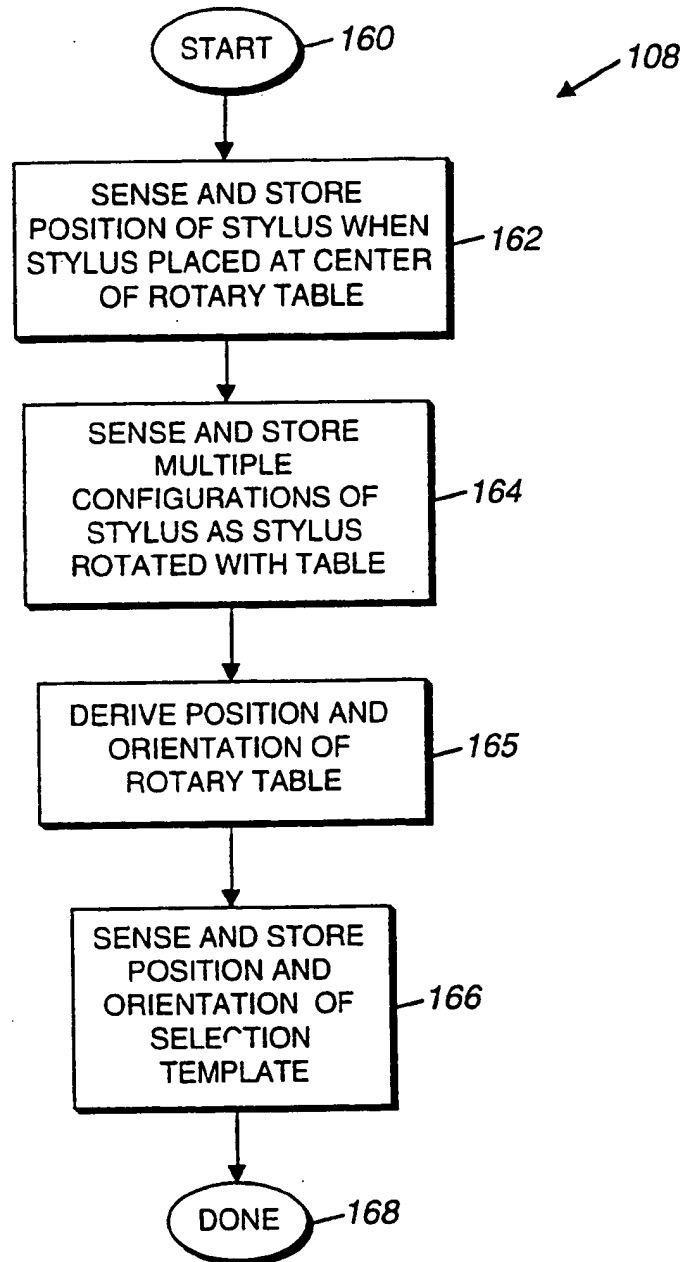 START
160
108
SENSE AND STORE
POSITION OF STYLUS WHEN
STYLUS PLACED AT CENTER
OF ROTARY TABLE
162
SENSE AND STORE
MULTIPLE
CONFIGURATIONS OF
STYLUS AS STYLUS
ROTATED WITH TABLE
164
DERIVE POSITION AND
ORIENTATION OF
ROTARY TABLE
165
SENSE AND STORE
POSITION AND
ORIENTATION OF
SELECTION
TEMPLATE
166
DONE
168